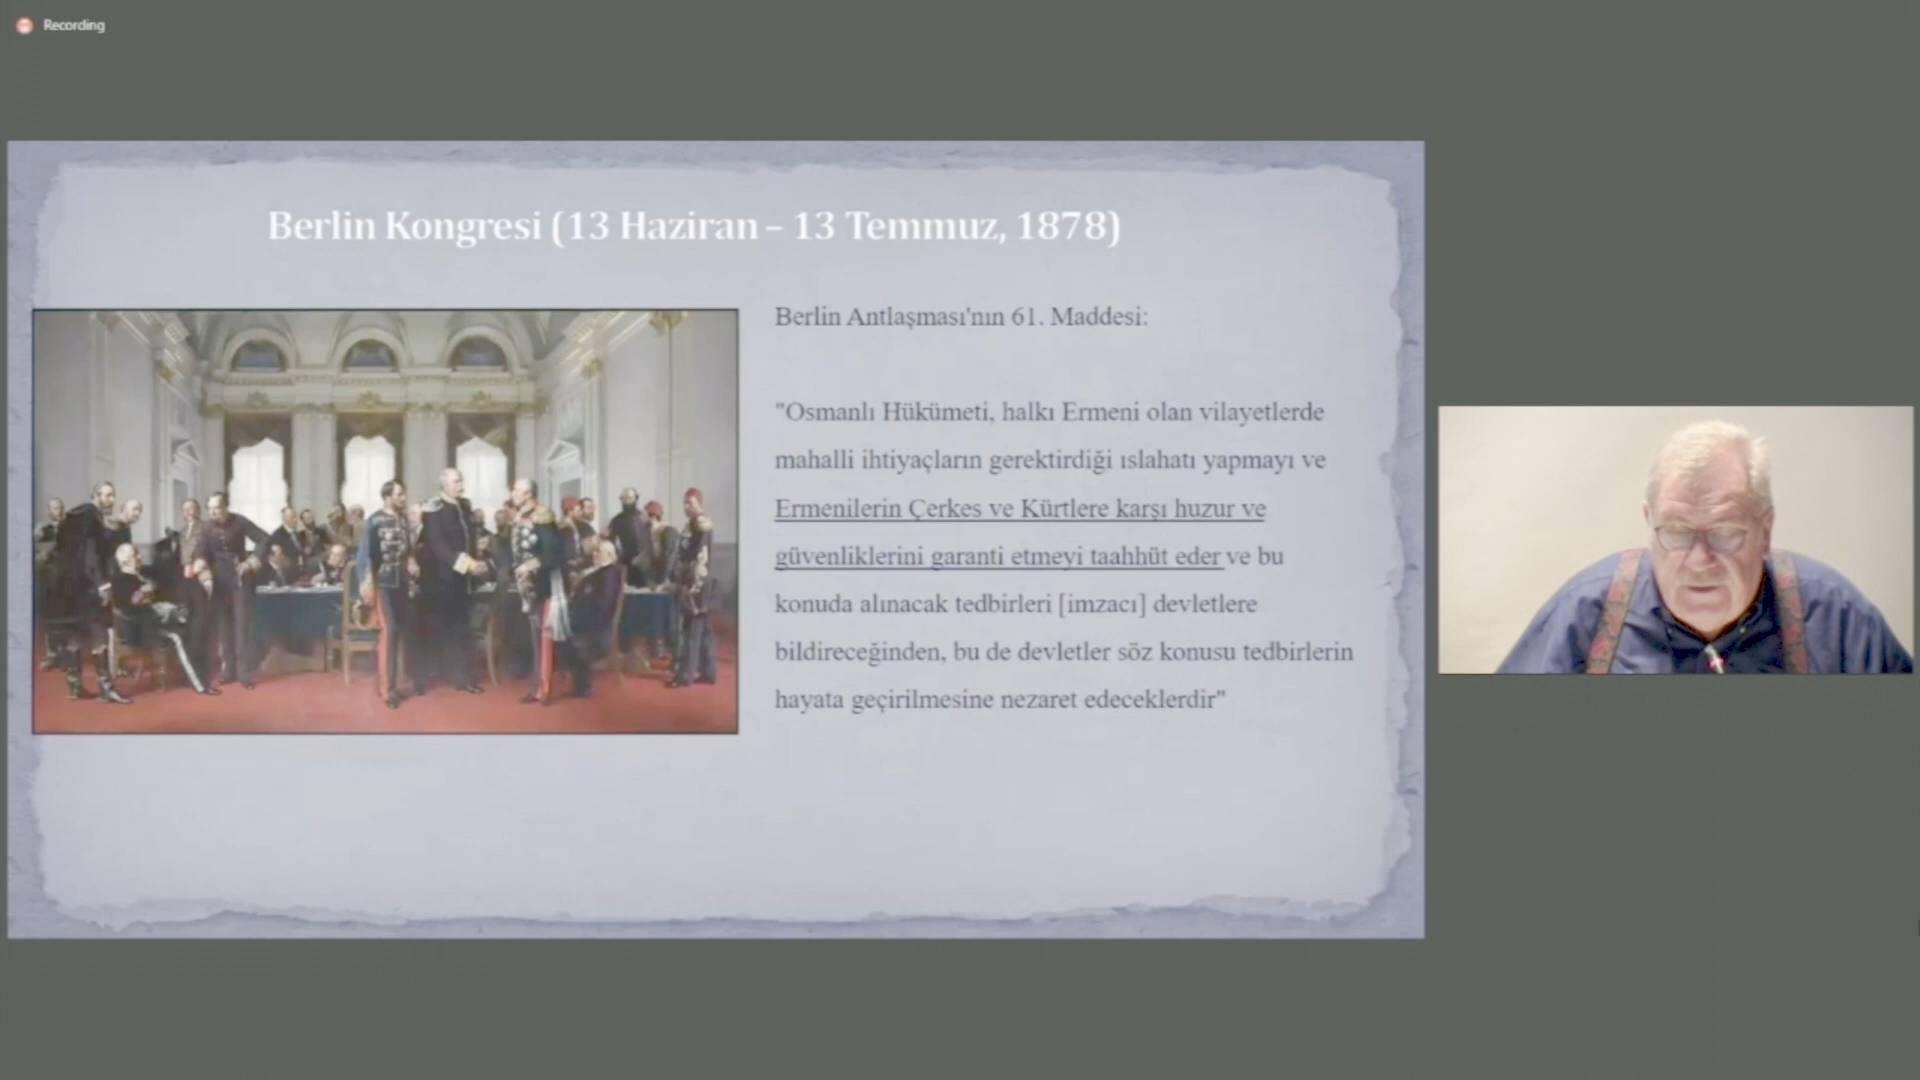 Recording
Berlin Kongresi (13 Haziran – 13 Temmuz, 1878)
Berlin Antlaşması'nın 61. Maddesi:
"Osmanlı Hükümeti, halkı Ermeni olan vilayetlerde
mahalli ihtiyaçların gerektirdiği ıslahatı yapmayı ve
Ermenilerin Çerkes ve Kürtlere karşı huzur ve
güvenliklerini garanti etmeyi taahhüt eder ve bu
konuda alınacak tedbirleri [imzacı] devletlere
bildireceğinden, bu de devletler söz konusu tedbirlerin
hayata geçirilmesine nezaret edeceklerdir"